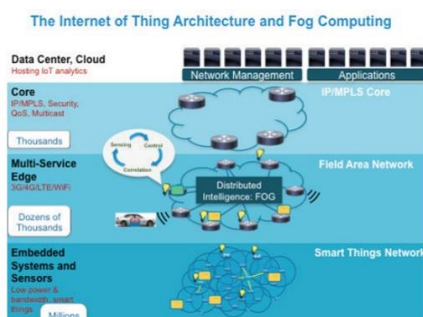 The Internet of Thing Architecture and Fog Computing
Data Center, Cloud
Hosting IoT analytics
Network Management
Applications
Core
IP/MPLS, Security,
QoS, Multicast
IP/MPLS Core
Thousands
Sensing
Control
Correlation
Multi-Service
Edge
3G/4G/LTE/WiFi
Field Area Network
Distributed
Intelligence: FOG
Dozens of
Thousands
Embedded
Systems and
Sensors
Low power &
bandwidth, smart
things
Smart Things Network
Millions